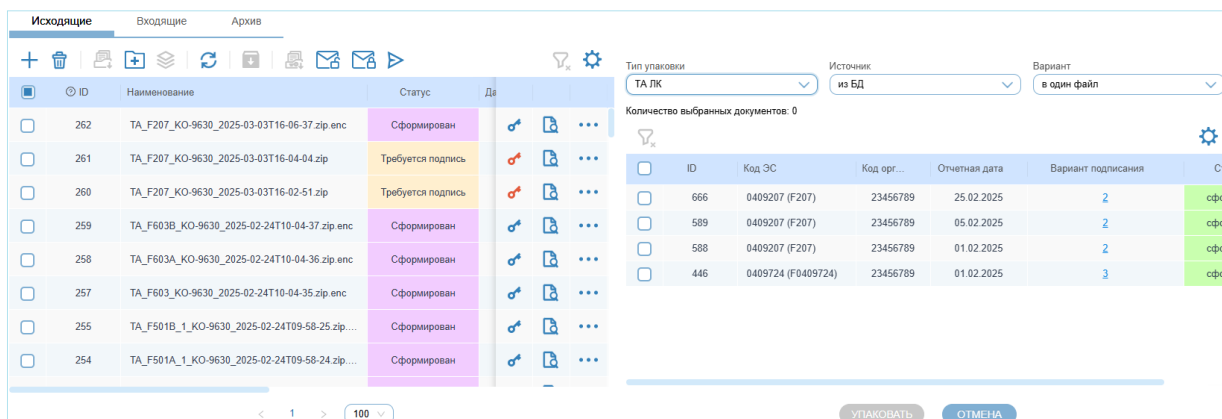 Исходящие Входящие Архив
ID Наименование Статус Да
262 TA_F207_KO-9630_2025-03-03T16-06-37.zip.enc Сформирован
261 TA_F207_KO-9630_2025-03-03T16-04-04.zip Требуется подпись
260 TA_F207_KO-9630_2025-03-03T16-02-51.zip Требуется подпись
259 TA_F603B_KO-9630_2025-02-24T10-04-37.zip.enc Сформирован
258 TA_F603A_KO-9630_2025-02-24T10-04-36.zip.enc Сформирован
257 TA_F603_KO-9630_2025-02-24T10-04-35.zip.enc Сформирован
255 TA_F501B_1_KO-9630_2025-02-24T09-58-25.zip.... Сформирован
254 TA_F501A_1_KO-9630_2025-02-24T09-58-24.zip.... Сформирован
< 1 > 100
Тип упаковки Источник Вариант
ТА ЛК из БД в один файл
Количество выбранных документов: 0
ID Код ЭС Код орг... Отчетная дата Вариант подписания С
666 0409207 (F207) 23456789 25.02.2025 2 сфо
589 0409207 (F207) 23456789 05.02.2025 2 сфо
588 0409207 (F207) 23456789 01.02.2025 2 сфо
446 0409724 (F0409724) 23456789 01.02.2025 3 сфо
УПАКОВАТЬ ОТМЕНА